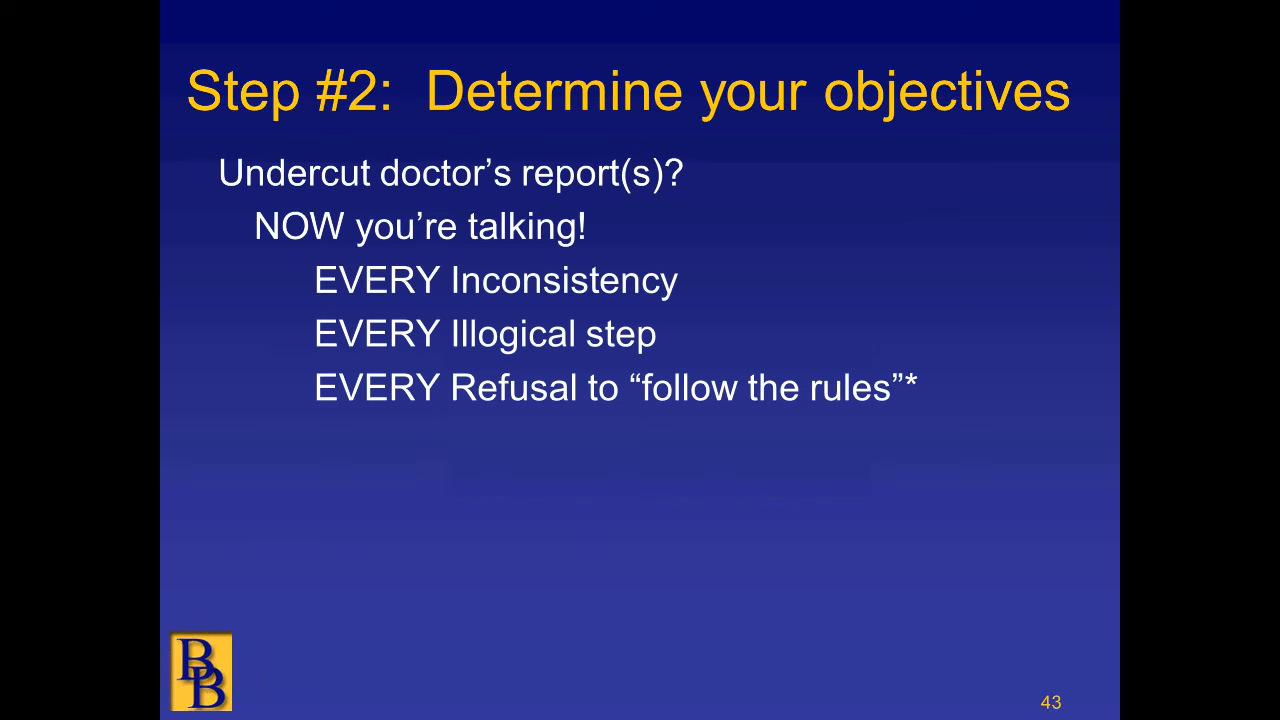 Step #2: Determine your objectives
Undercut doctor’s report(s)?
NOW you’re talking!
EVERY Inconsistency
EVERY Illogical step
EVERY Refusal to “follow the rules”*
BB
43